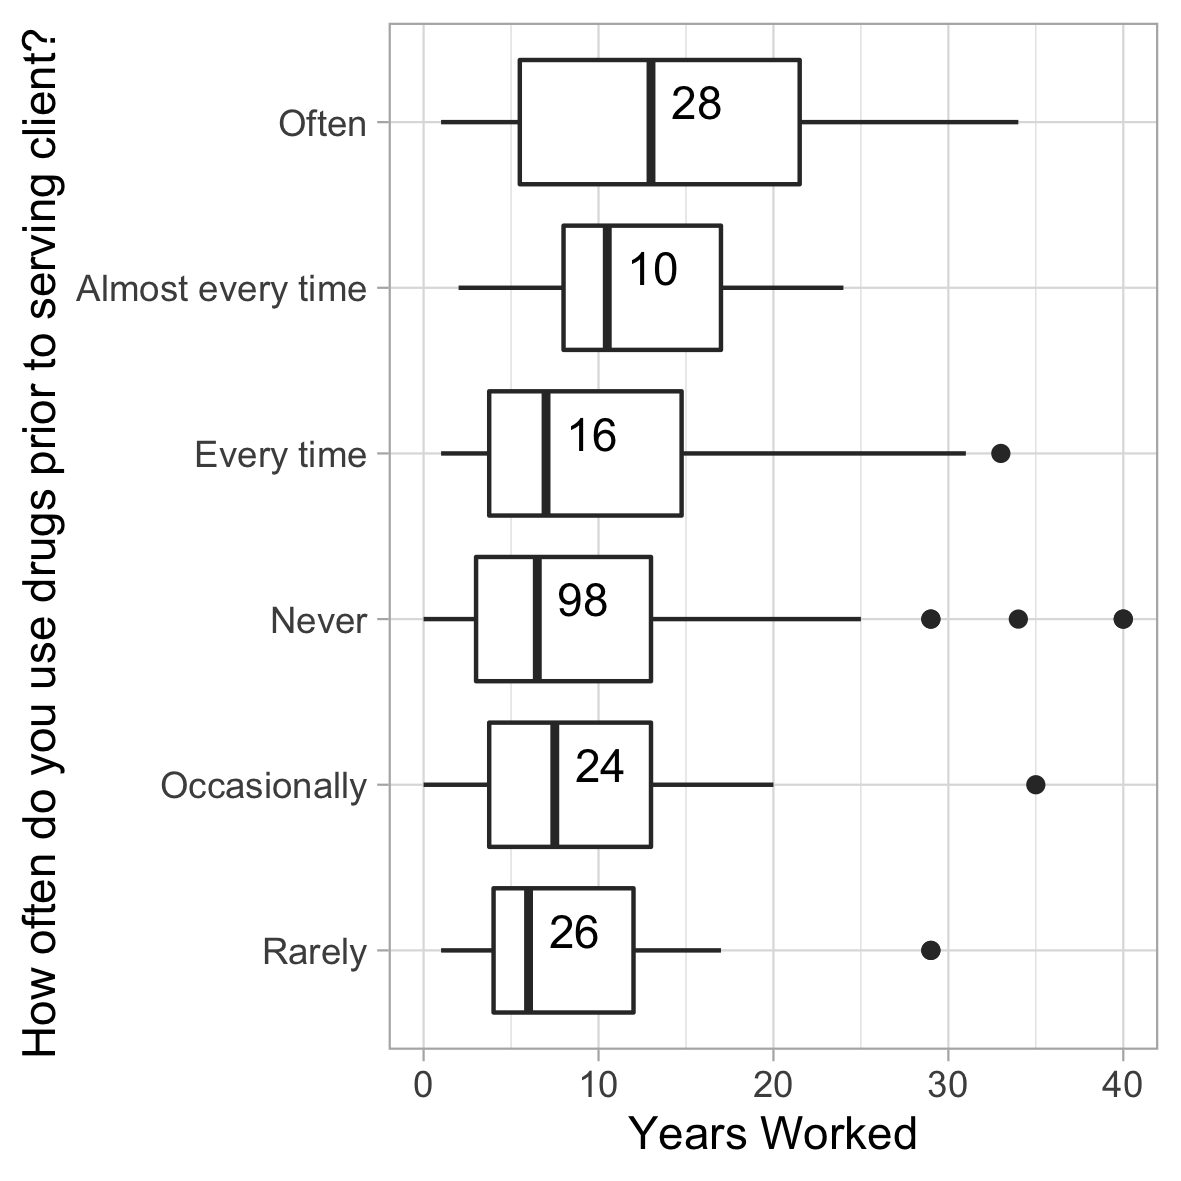 How often do you use drugs prior to serving client?
Often
28
Almost every time
10
Every time
16
Never
98
Occasionally
24
Rarely
26
0 10 20 30 40
Years Worked